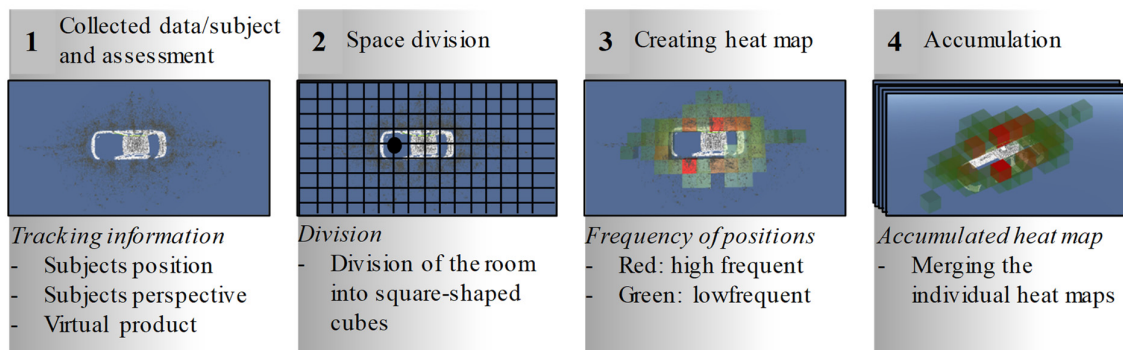 1 Collected data/subject
and assessment
Tracking information
- Subjects position
- Subjects perspective
- Virtual product
2 Space division
Division
- Division of the room
into square-shaped
cubes
3 Creating heat map
Frequency of positions
- Red: high frequent
- Green: lowfrequent
4 Accumulation
Accumulated heat map
- Merging the
individual heat maps